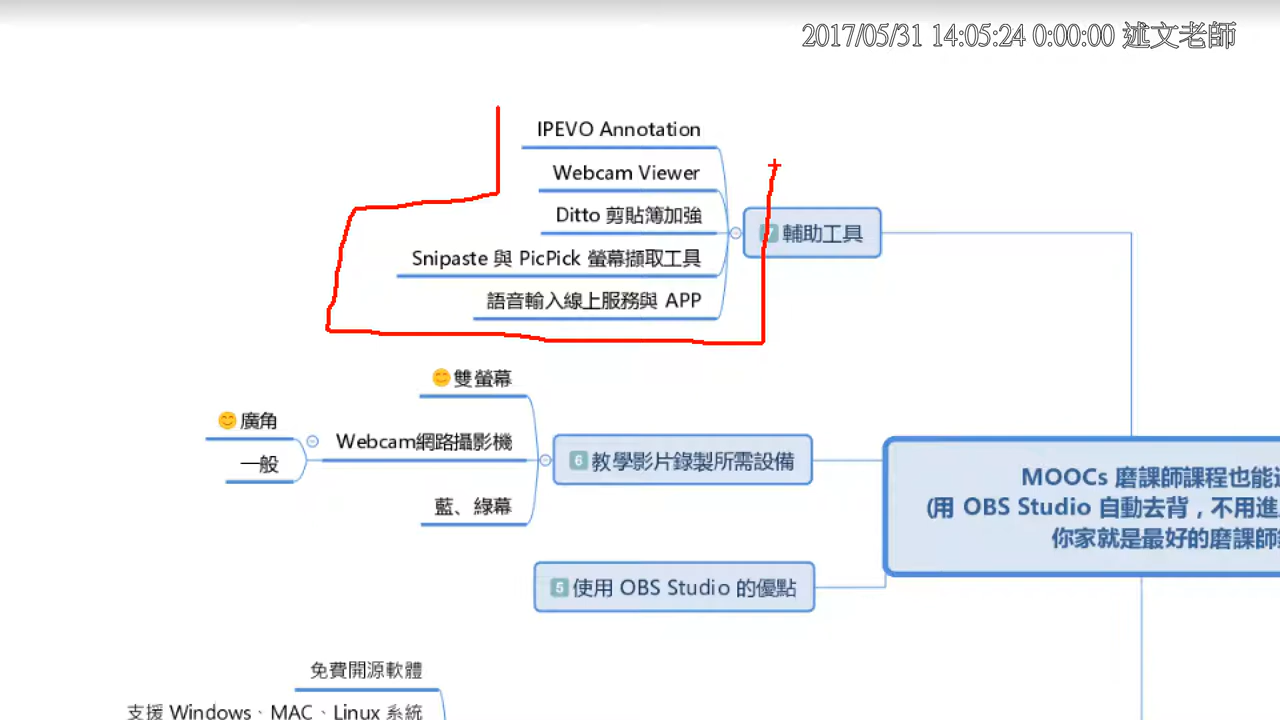 2017/05/31 14:05:24 0:00:00 述文老師
IPEVO Annotation
Webcam Viewer
Ditto 剪貼簿加強
Snipaste 與 PicPick 螢幕擷取工具
語音輸入線上服務與 APP
7 輔助工具
雙螢幕
廣角
一般
Webcam網路攝影機
藍、綠幕
6 教學影片錄製所需設備
MOOCs 磨課師課程也能
(用 OBS Studio 自動去背，不用進
你家就是最好的磨課師
5 使用 OBS Studio 的優點
免費開源軟體
支援 Windows、MAC、Linux 系統